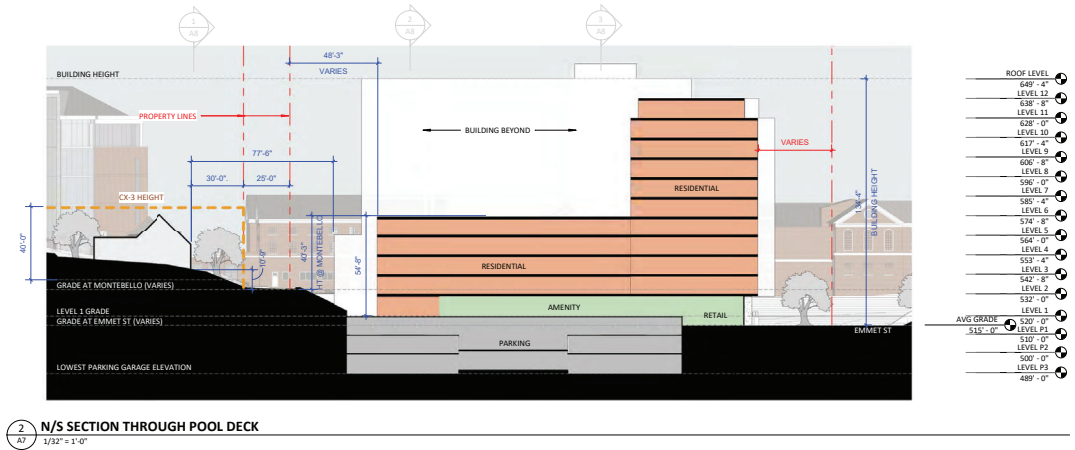 1
A8
2
A8
3
A8
48'-3"
VARIES
BUILDING HEIGHT
PROPERTY LINES
BUILDING BEYOND
VARIES
77'-6"
30'-0".
25'-0"
CX-3 HEIGHT
RESIDENTIAL
134'-4"
BUILDING HEIGHT
40'-0"
10'-0"
40'-3"
HT @ MONTEBELLO
54'-8"
RESIDENTIAL
GRADE AT MONTEBELLO (VARIES)
LEVEL 1 GRADE
GRADE AT EMMET ST (VARIES)
AMENITY
RETAIL
EMMET ST
PARKING
LOWEST PARKING GARAGE ELEVATION
ROOF LEVEL
649' - 4"
LEVEL 12
638' - 8"
LEVEL 11
628' - 0"
LEVEL 10
617' - 4"
LEVEL 9
606' - 8"
LEVEL 8
596' - 0"
LEVEL 7
585' - 4"
LEVEL 6
574' - 8"
LEVEL 5
564' - 0"
LEVEL 4
553' - 4"
LEVEL 3
542' - 8"
LEVEL 2
532' - 0"
LEVEL 1
520' - 0"
AVG GRADE
515' - 0"
LEVEL P1
510' - 0"
LEVEL P2
500' - 0"
LEVEL P3
489' - 0"
2
A7
N/S SECTION THROUGH POOL DECK
1/32" = 1'-0"